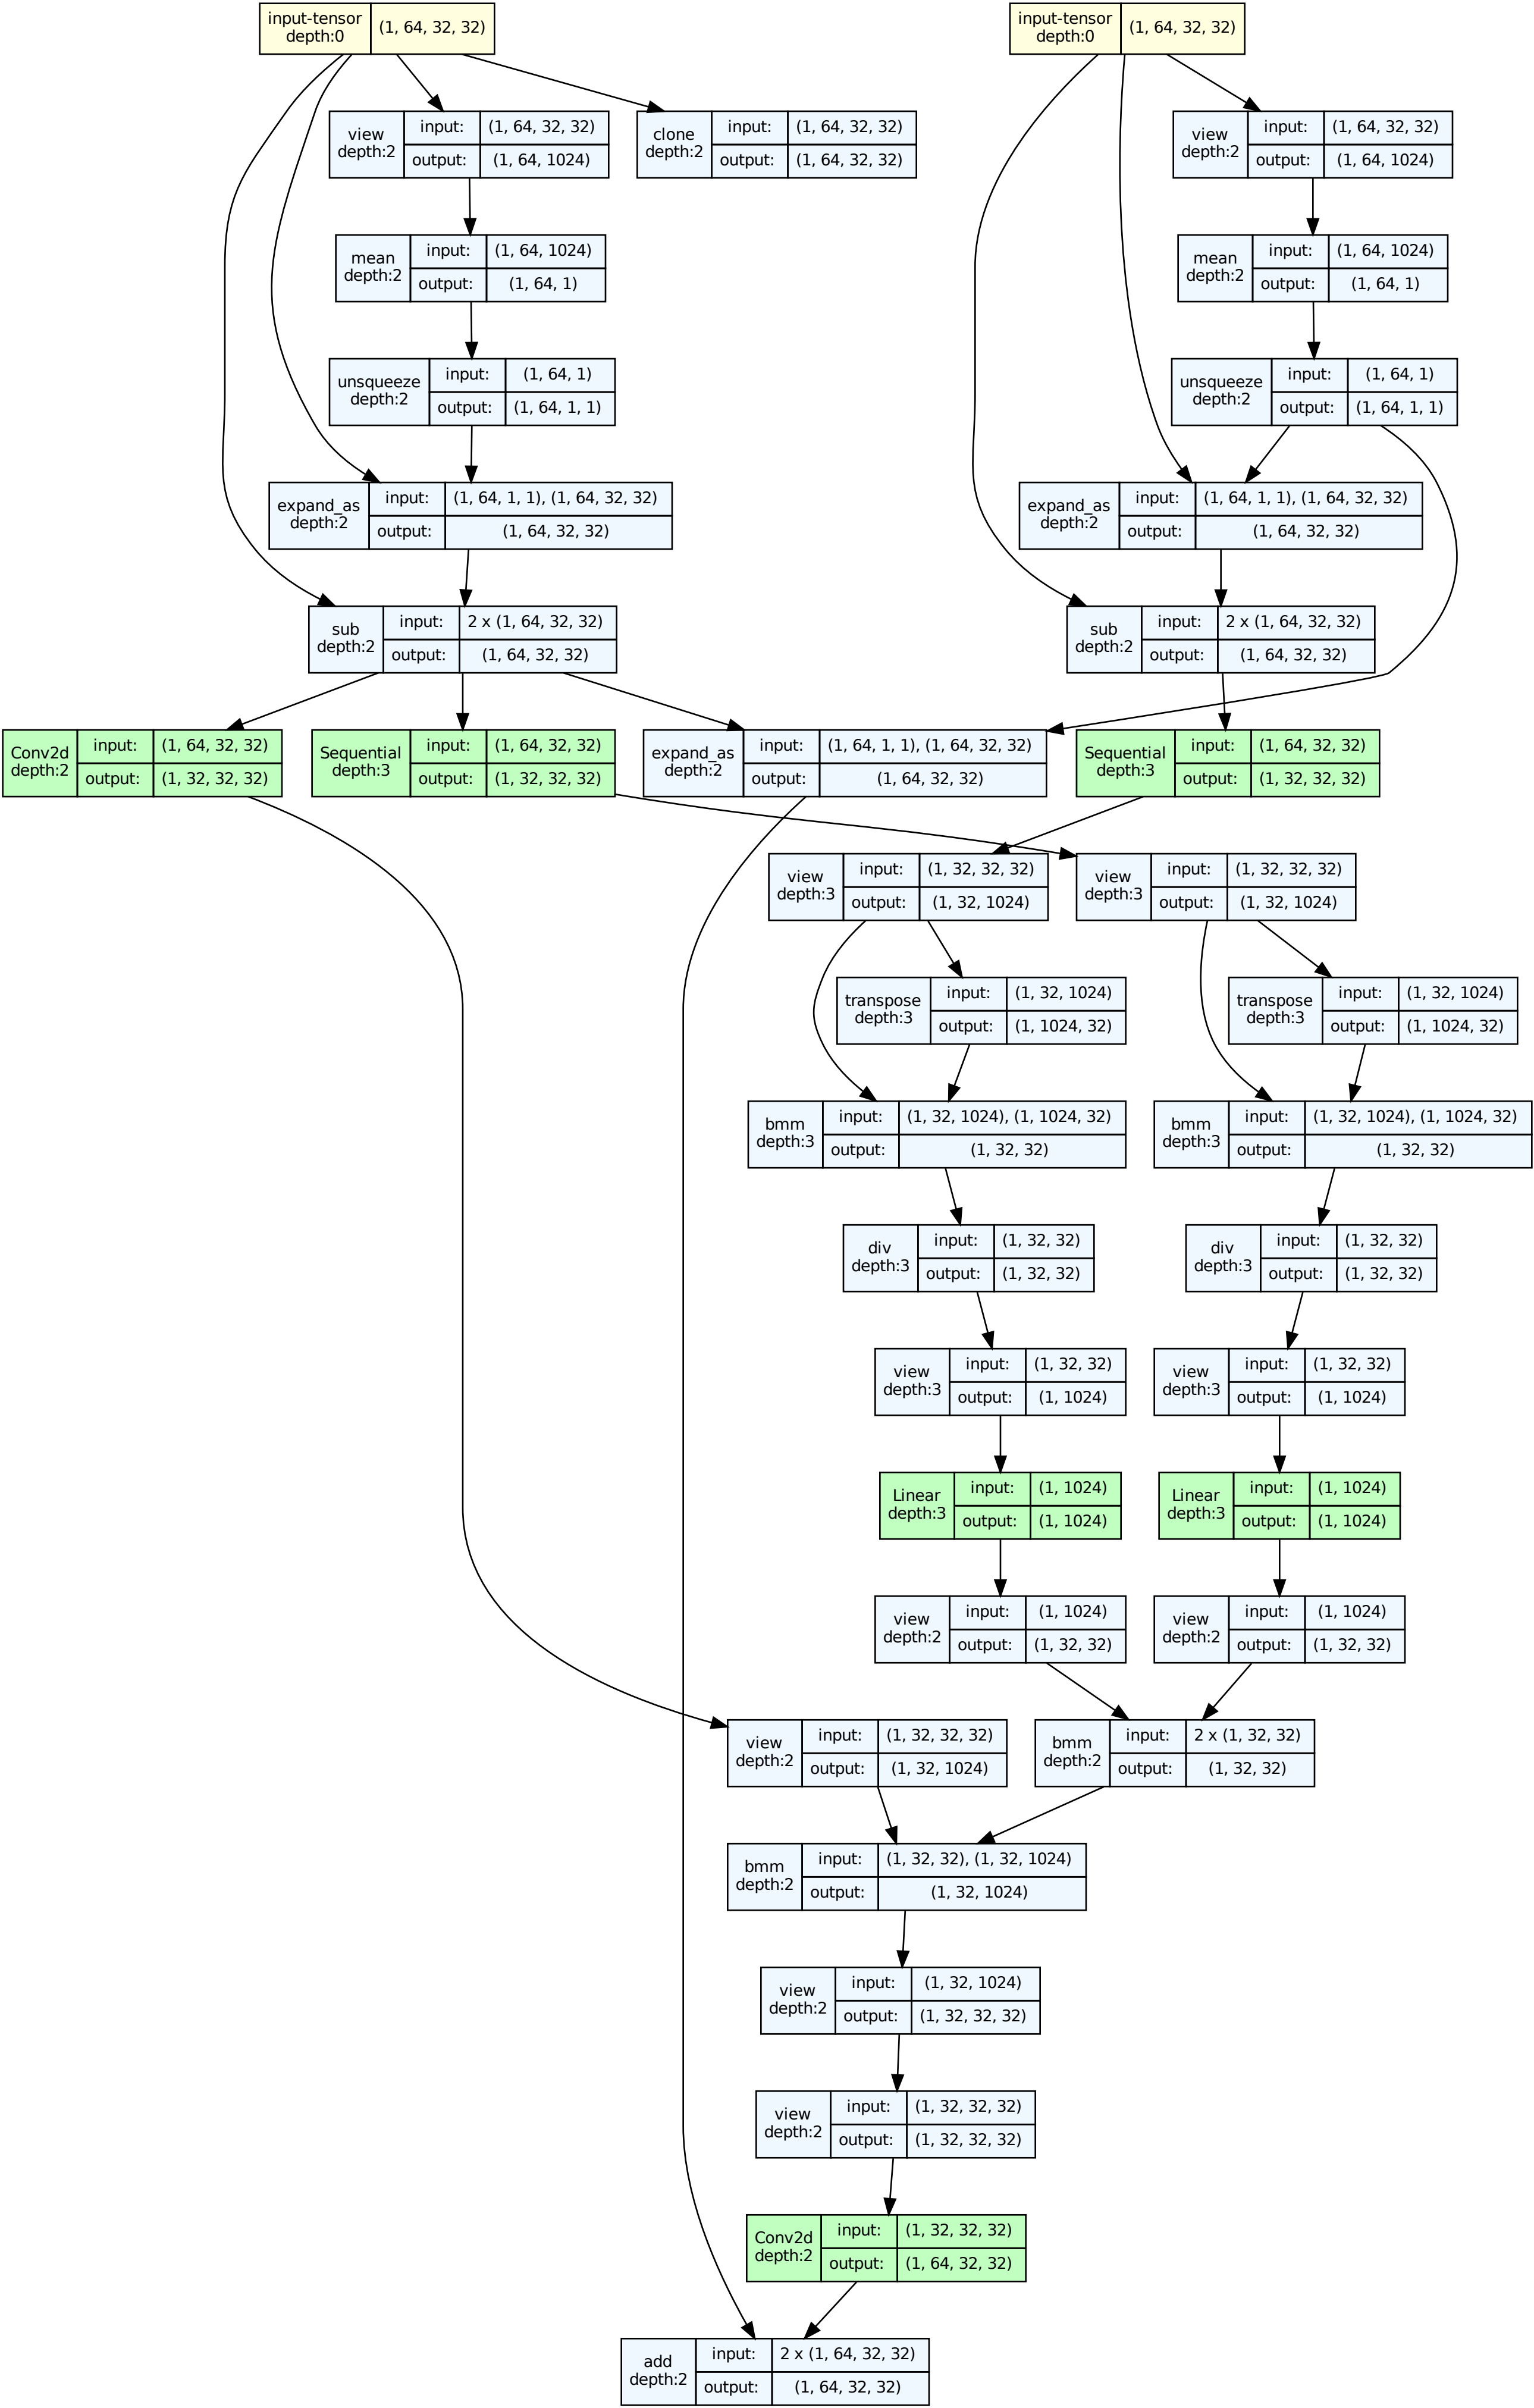 input-tensor
depth:0
(1, 64, 32, 32)
input-tensor
depth:0
(1, 64, 32, 32)
view
depth:2
input:
(1, 64, 32, 32)
output:
(1, 64, 1024)
clone
depth:2
input:
(1, 64, 32, 32)
output:
(1, 64, 32, 32)
view
depth:2
input:
(1, 64, 32, 32)
output:
(1, 64, 1024)
mean
depth:2
input:
(1, 64, 1024)
output:
(1, 64, 1)
mean
depth:2
input:
(1, 64, 1024)
output:
(1, 64, 1)
unsqueeze
depth:2
input:
(1, 64, 1)
output:
(1, 64, 1, 1)
unsqueeze
depth:2
input:
(1, 64, 1)
output:
(1, 64, 1, 1)
expand_as
depth:2
input:
(1, 64, 1, 1), (1, 64, 32, 32)
output:
(1, 64, 32, 32)
expand_as
depth:2
input:
(1, 64, 1, 1), (1, 64, 32, 32)
output:
(1, 64, 32, 32)
sub
depth:2
input:
2 x (1, 64, 32, 32)
output:
(1, 64, 32, 32)
sub
depth:2
input:
2 x (1, 64, 32, 32)
output:
(1, 64, 32, 32)
Conv2d
depth:2
input:
(1, 64, 32, 32)
output:
(1, 32, 32, 32)
Sequential
depth:3
input:
(1, 64, 32, 32)
output:
(1, 32, 32, 32)
expand_as
depth:2
input:
(1, 64, 1, 1), (1, 64, 32, 32)
output:
(1, 64, 32, 32)
Sequential
depth:3
input:
(1, 64, 32, 32)
output:
(1, 32, 32, 32)
view
depth:3
input:
(1, 32, 32, 32)
output:
(1, 32, 1024)
view
depth:3
input:
(1, 32, 32, 32)
output:
(1, 32, 1024)
transpose
depth:3
input:
(1, 32, 1024)
output:
(1, 1024, 32)
transpose
depth:3
input:
(1, 32, 1024)
output:
(1, 1024, 32)
bmm
depth:3
input:
(1, 32, 1024), (1, 1024, 32)
output:
(1, 32, 32)
bmm
depth:3
input:
(1, 32, 1024), (1, 1024, 32)
output:
(1, 32, 32)
div
depth:3
input:
(1, 32, 32)
output:
(1, 32, 32)
div
depth:3
input:
(1, 32, 32)
output:
(1, 32, 32)
view
depth:3
input:
(1, 32, 32)
output:
(1, 1024)
view
depth:3
input:
(1, 32, 32)
output:
(1, 1024)
Linear
depth:3
input:
(1, 1024)
output:
(1, 1024)
Linear
depth:3
input:
(1, 1024)
output:
(1, 1024)
view
depth:2
input:
(1, 1024)
output:
(1, 32, 32)
view
depth:2
input:
(1, 1024)
output:
(1, 32, 32)
view
depth:2
input:
(1, 32, 32, 32)
output:
(1, 32, 1024)
bmm
depth:2
input:
2 x (1, 32, 32)
output:
(1, 32, 32)
bmm
depth:2
input:
(1, 32, 32), (1, 32, 1024)
output:
(1, 32, 1024)
view
depth:2
input:
(1, 32, 1024)
output:
(1, 32, 32, 32)
view
depth:2
input:
(1, 32, 32, 32)
output:
(1, 32, 32, 32)
Conv2d
depth:2
input:
(1, 32, 32, 32)
output:
(1, 64, 32, 32)
add
depth:2
input:
2 x (1, 64, 32, 32)
output:
(1, 64, 32, 32)